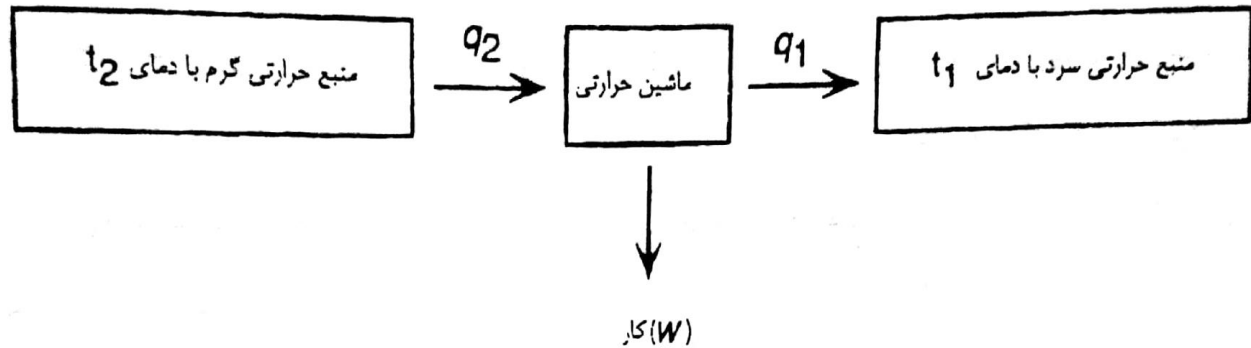 منبع حرارتی گرم با دمای t2
q2
ماشین حرارتی
q1
منبع حرارتی سرد با دمای t1
کار (W)